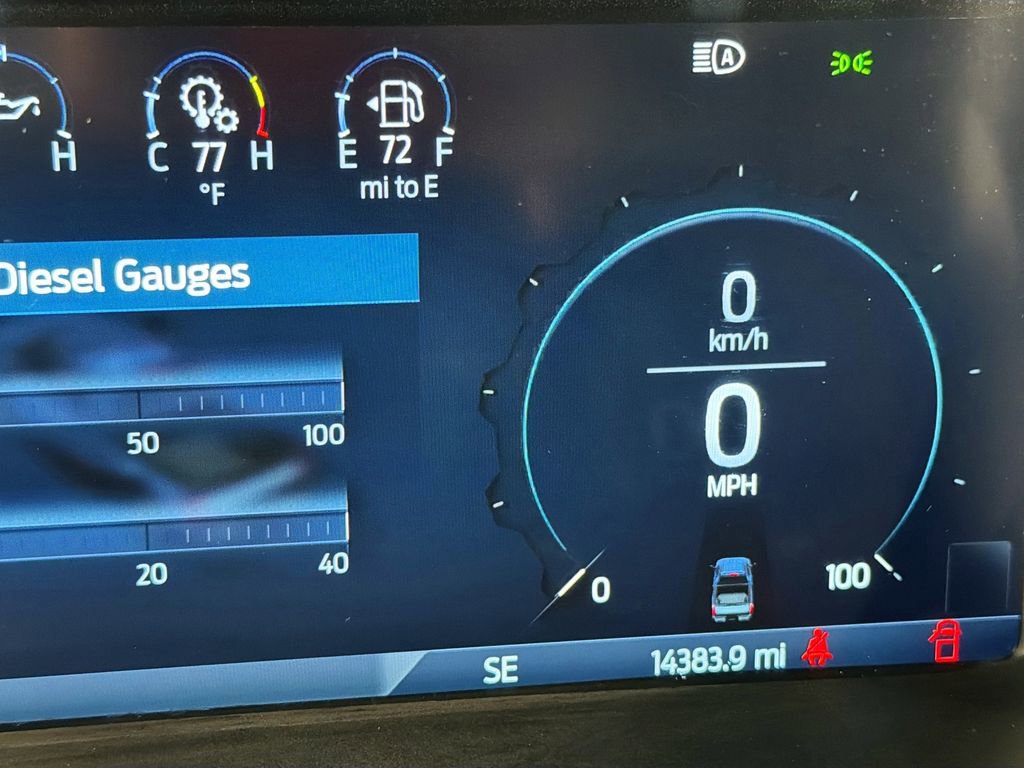 A
H
C 77 H
°F
E 72 F
mi to E
Diesel Gauges
50 100
20 40
0
km/h
0
MPH
0 100
SE 14383.9 mi